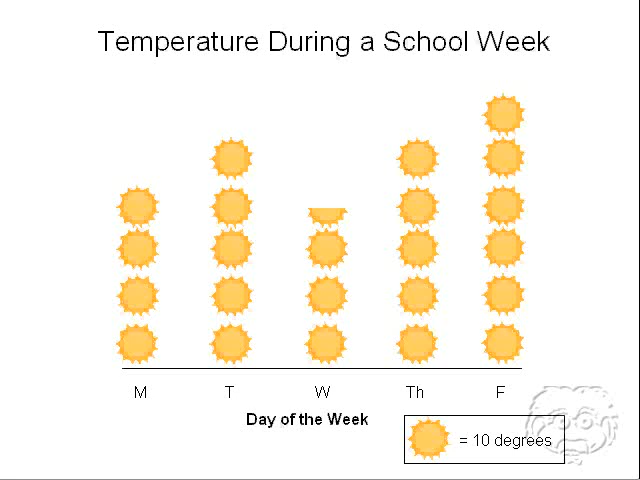 Temperature During a School Week
M T W Th F
Day of the Week
= 10 degrees